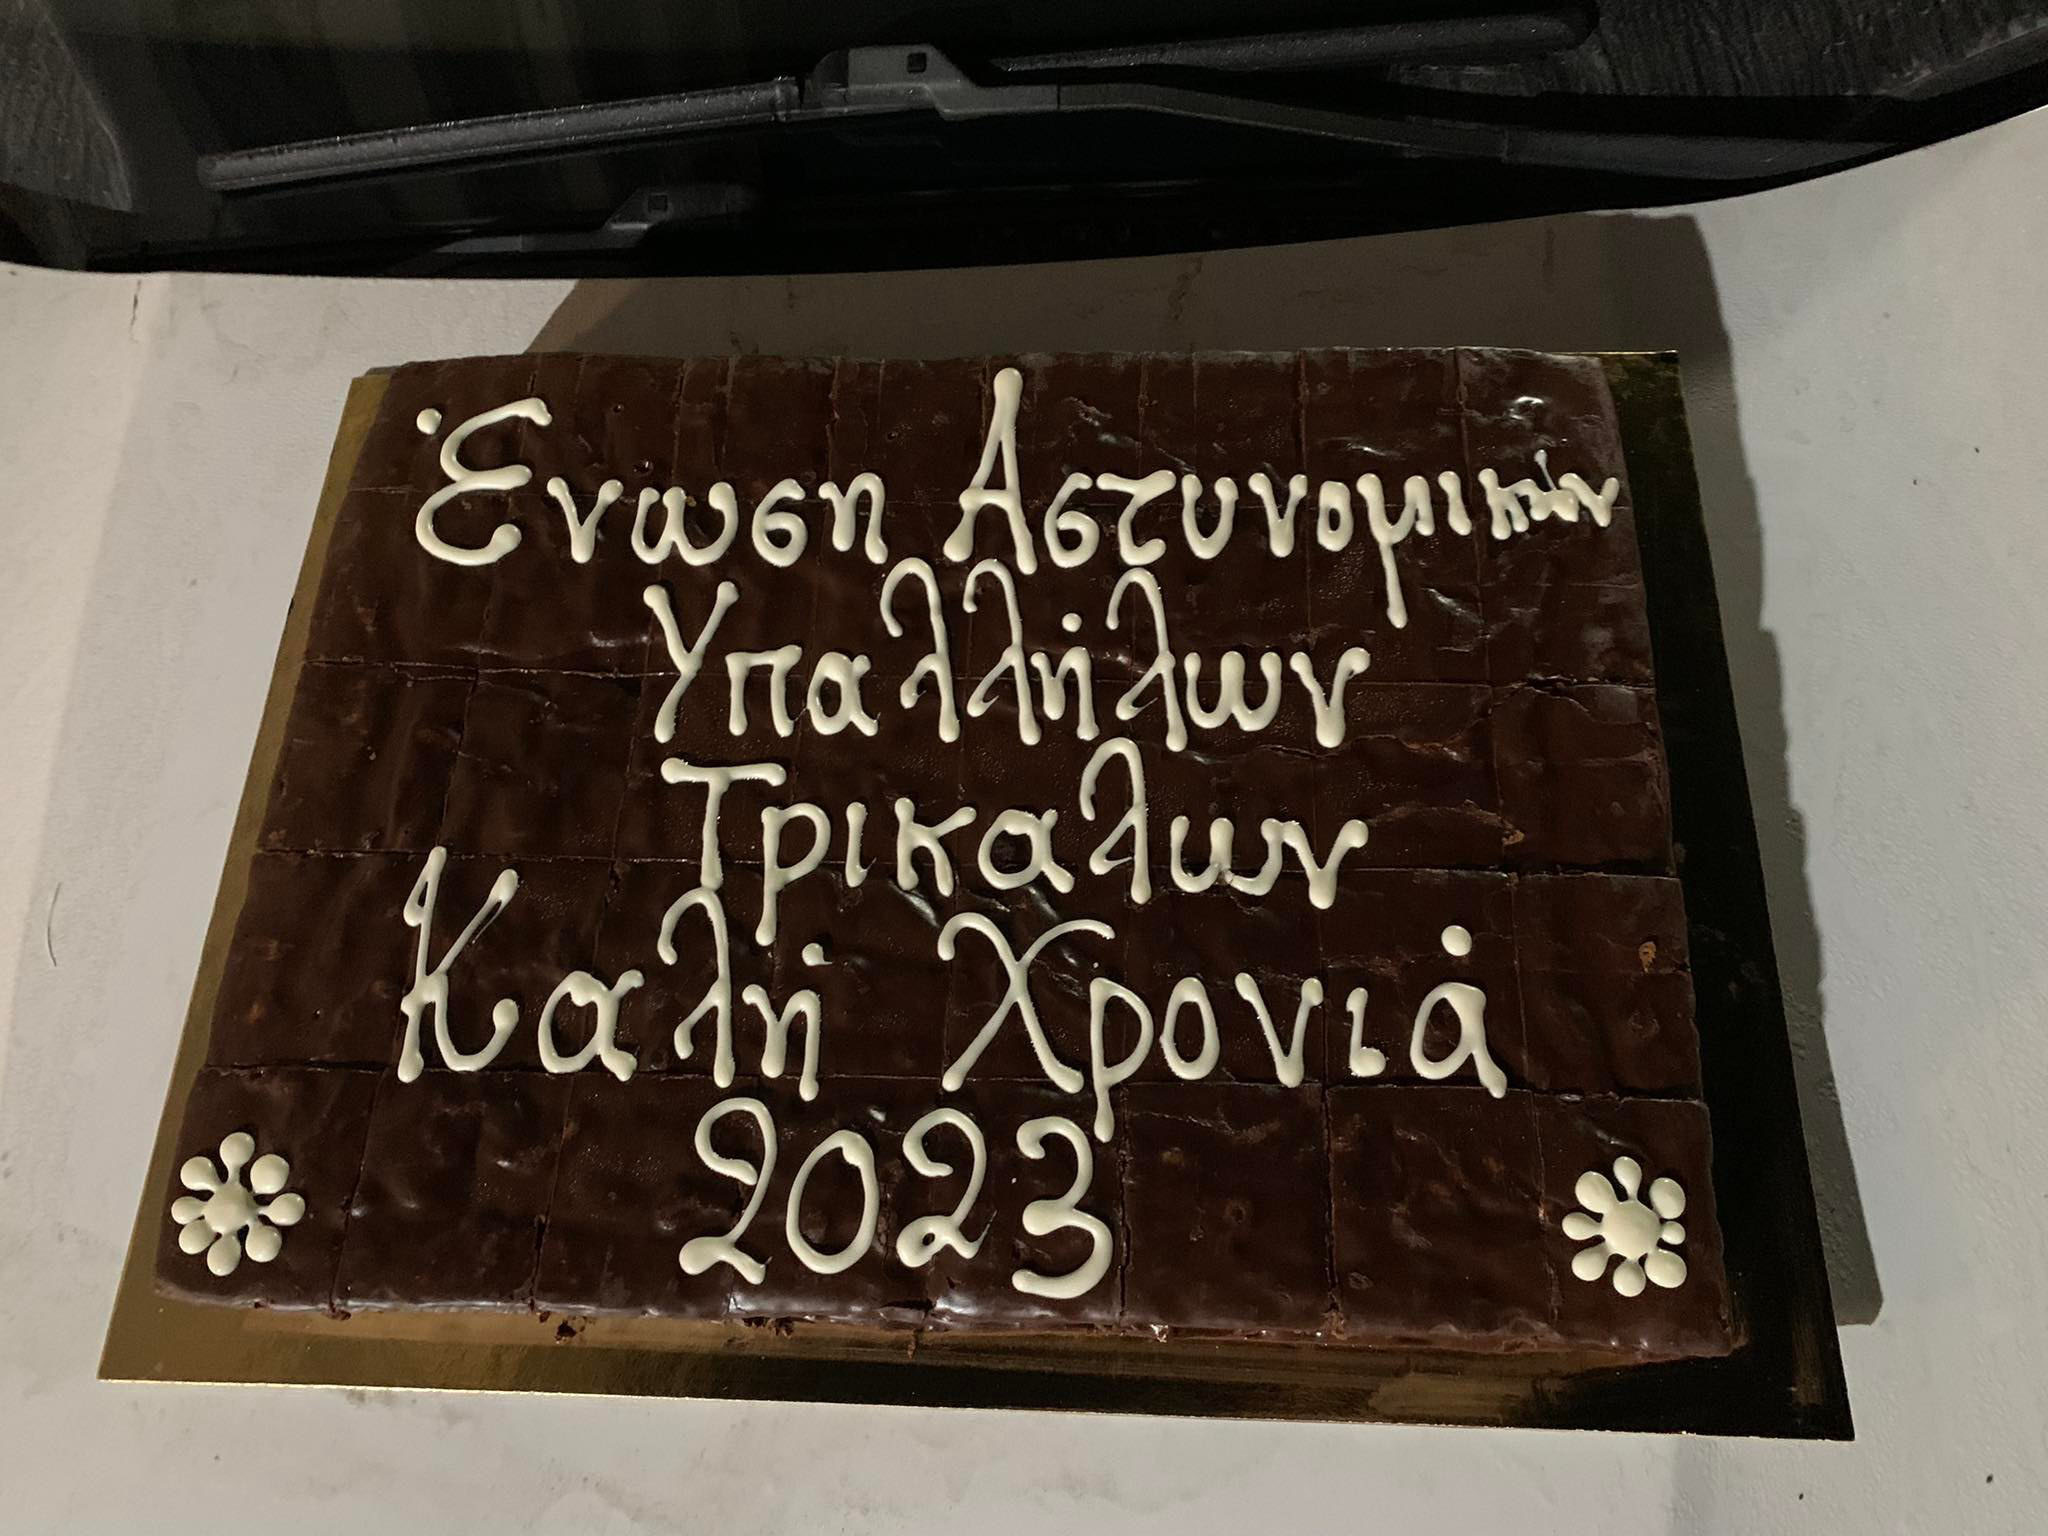 Ένωση Αστυνομικών
Υπαλλήλων
Τρικαλων
Καλή Χρονιά
2023